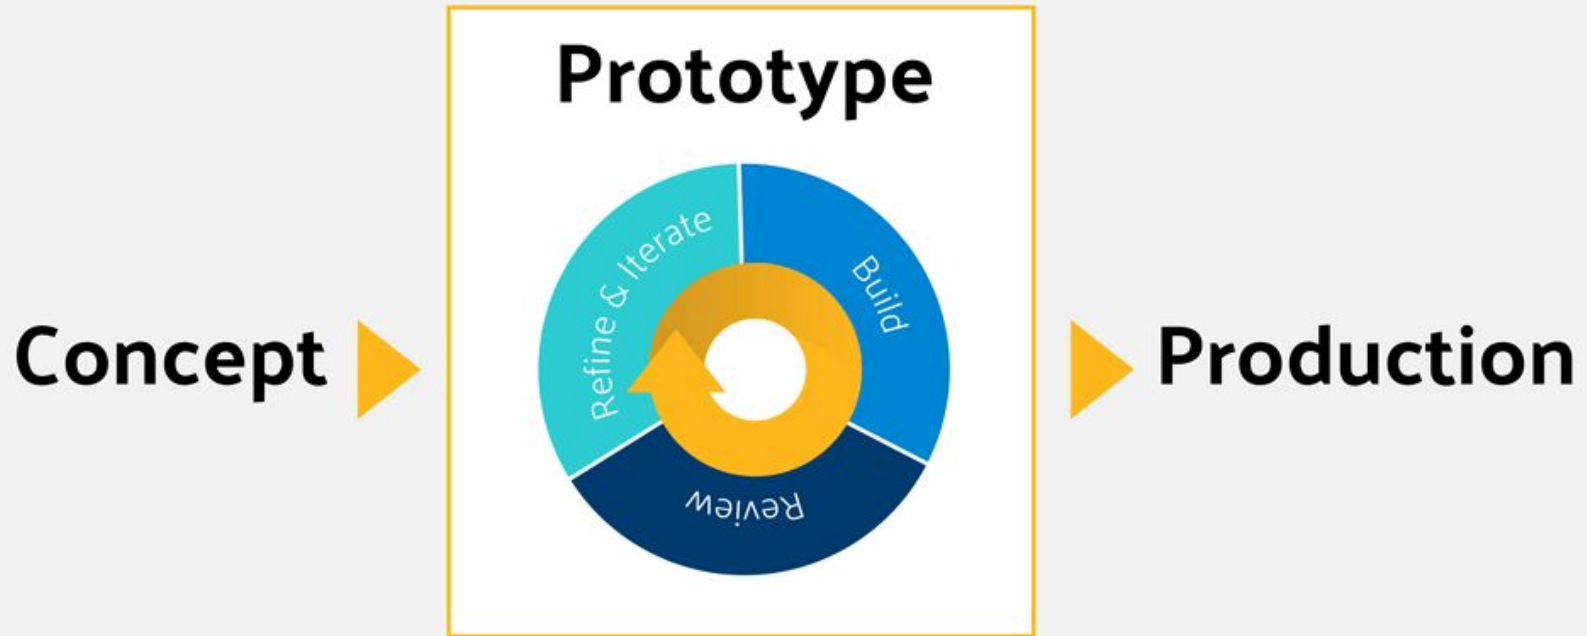 Prototype
Refine & Iterate
Build
Review
Concept
Production